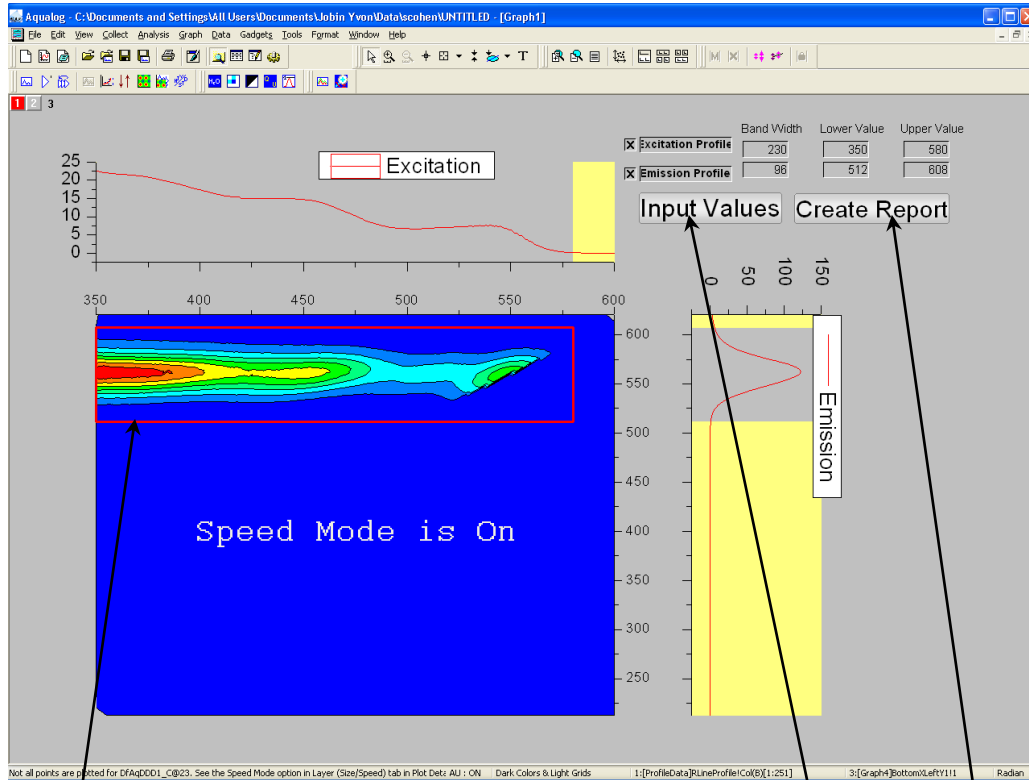 Aqualog - C:\Documents and Settings\All Users\Documents\Jobin Yvon\Data\scohen\UNTITLED - [Graph1]
File Edit View Collect Analysis Graph Data Gadgets Tools Format Window Help
1 2 3
Band Width Lower Value Upper Value
Excitation Profile 230 350 580
Emission Profile 96 512 608
Input Values Create Report
Excitation
25
20
15
10
5
0
350 400 450 500 550 600
0 50 100 150
600
550
500
450
400
350
300
250
Emission
Speed Mode is On
Not all points are plotted for DfAqDDD1_C@23. See the Speed Mode option in Layer (Size/Speed) tab in Plot Deta AU : ON Dark Colors & Light Grids 1:[ProfileData]RLineProfile!Col(B)[1:251] 3:[Graph4]BottomXLeftY1!1 Radian